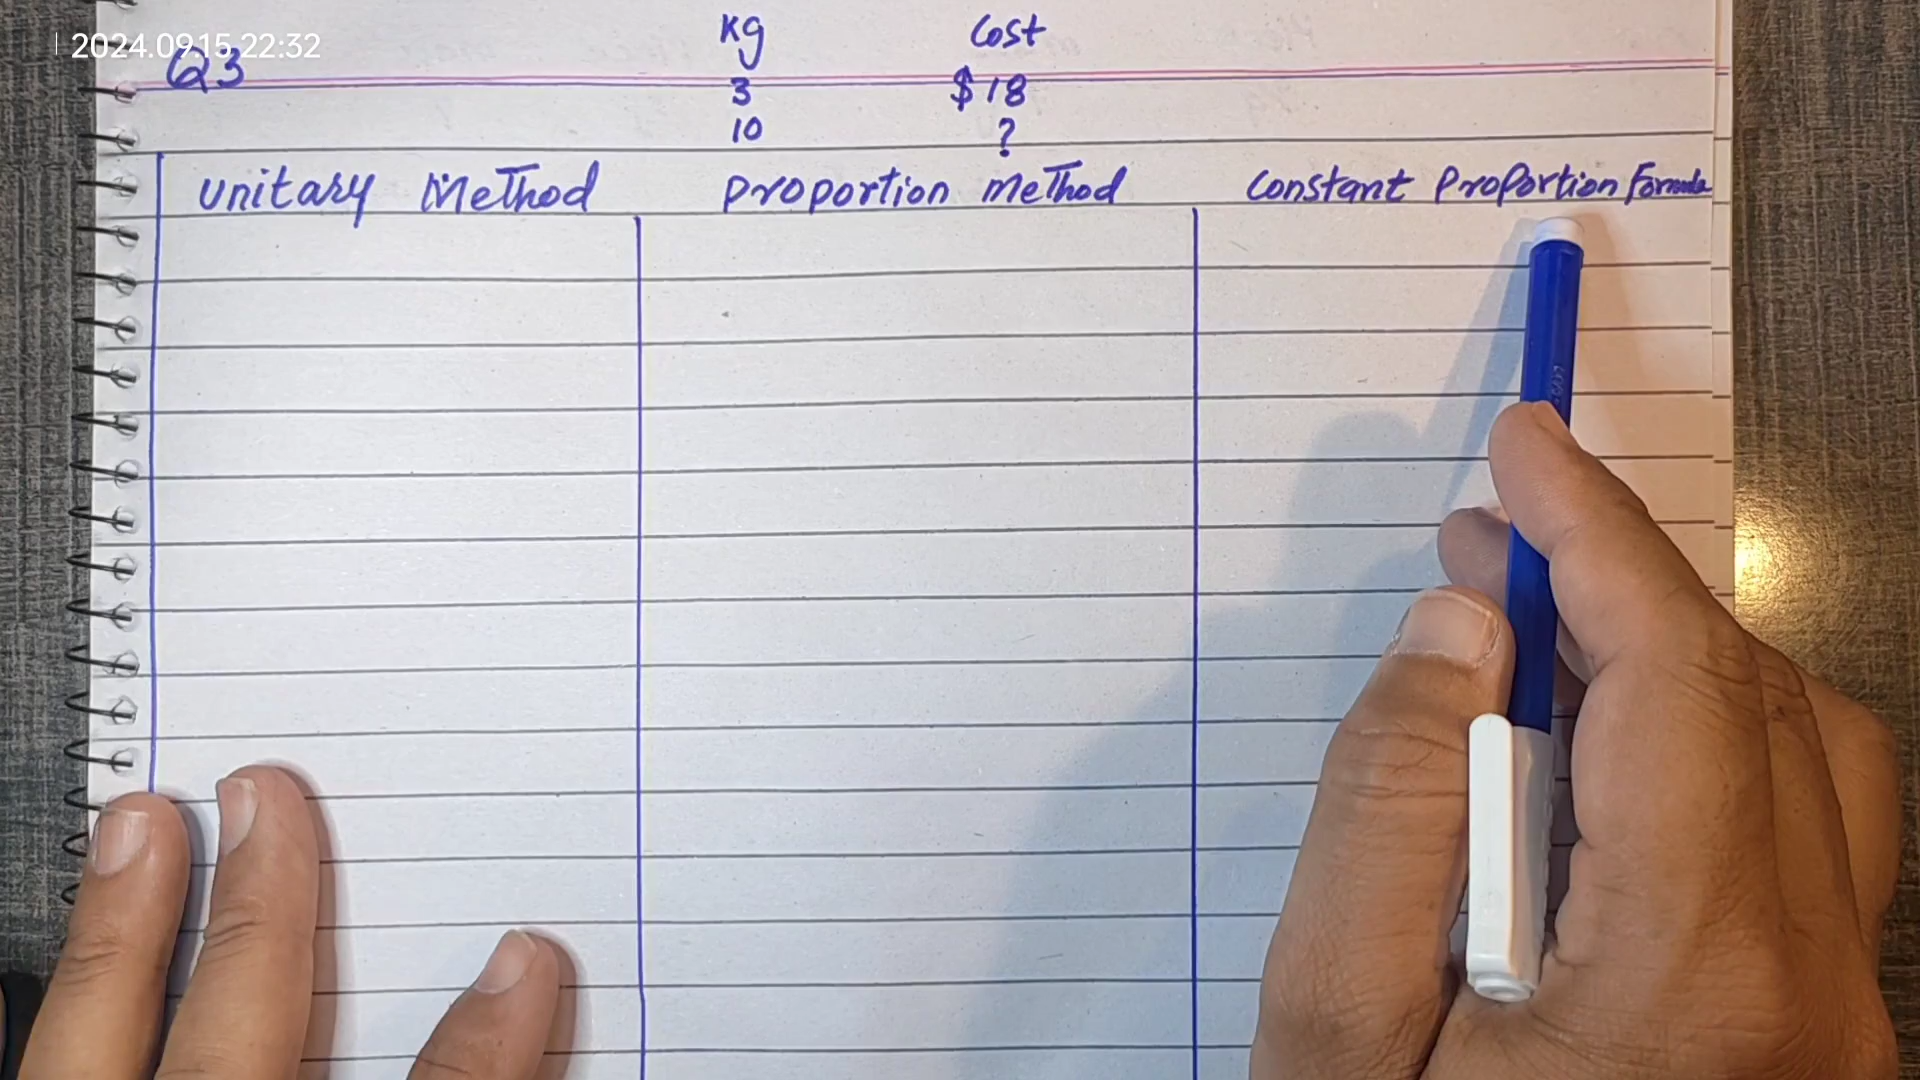 2024.09.15 22:32
Q3
Kg Cost
3 $18
10 ?
Unitary Method Proportion Method Constant Proportion Formula